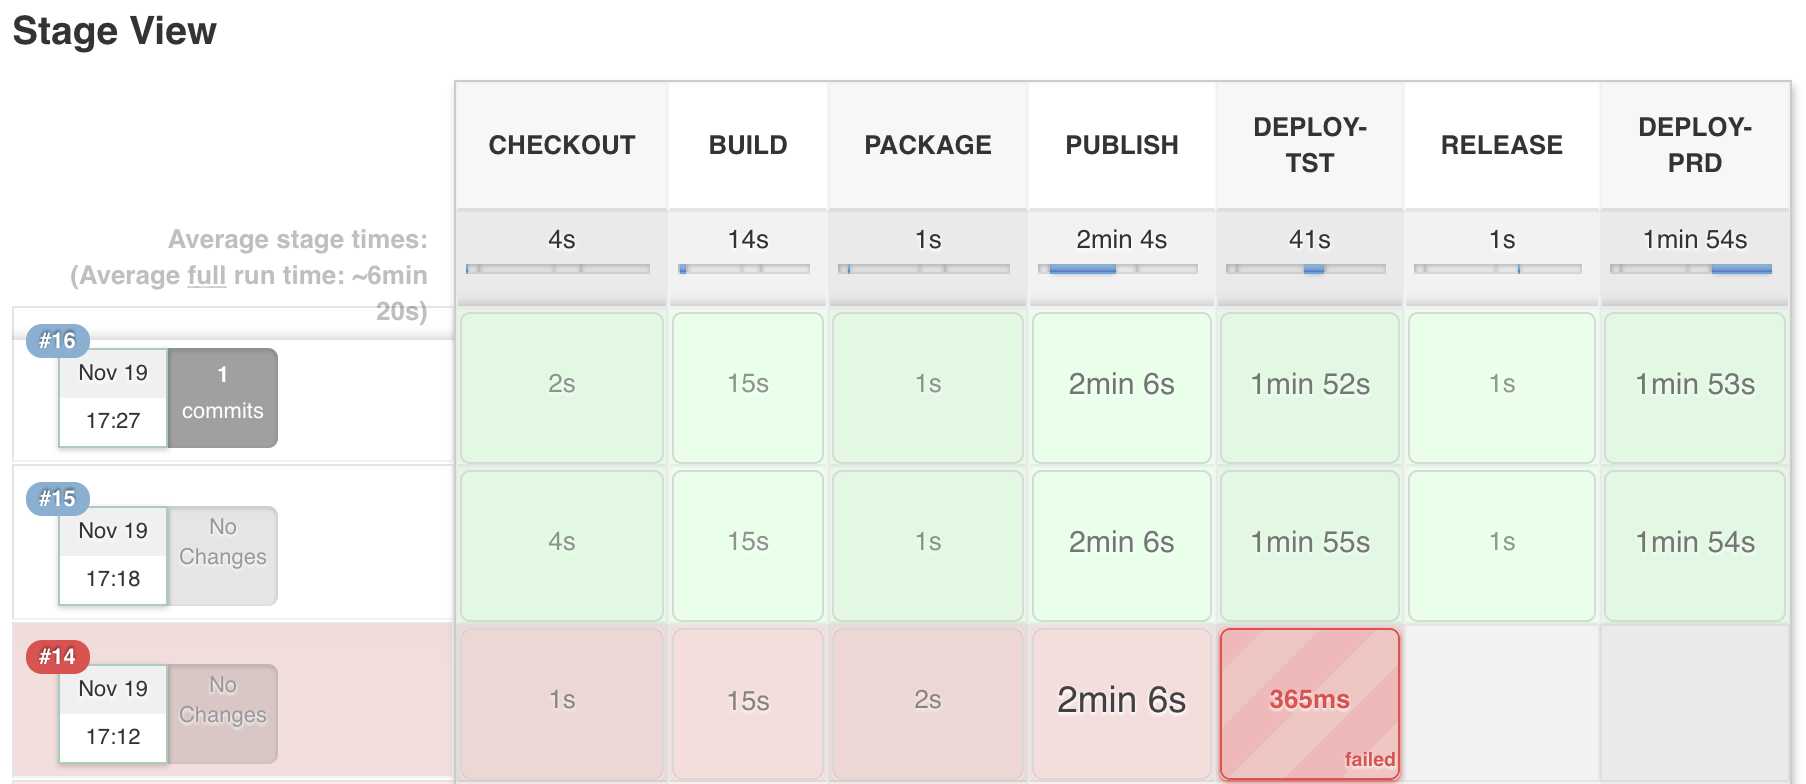 Stage View
CHECKOUT
BUILD
PACKAGE
PUBLISH
DEPLOY-
TST
RELEASE
DEPLOY-
PRD
Average stage times:
(Average full run time: ~6min
20s)
4s
14s
1s
2min 4s
41s
1s
1min 54s
#16
Nov 19
17:27
1
commits
2s
15s
1s
2min 6s
1min 52s
1s
1min 53s
#15
Nov 19
17:18
No
Changes
4s
15s
1s
2min 6s
1min 55s
1s
1min 54s
#14
Nov 19
17:12
No
Changes
1s
15s
2s
2min 6s
365ms
failed